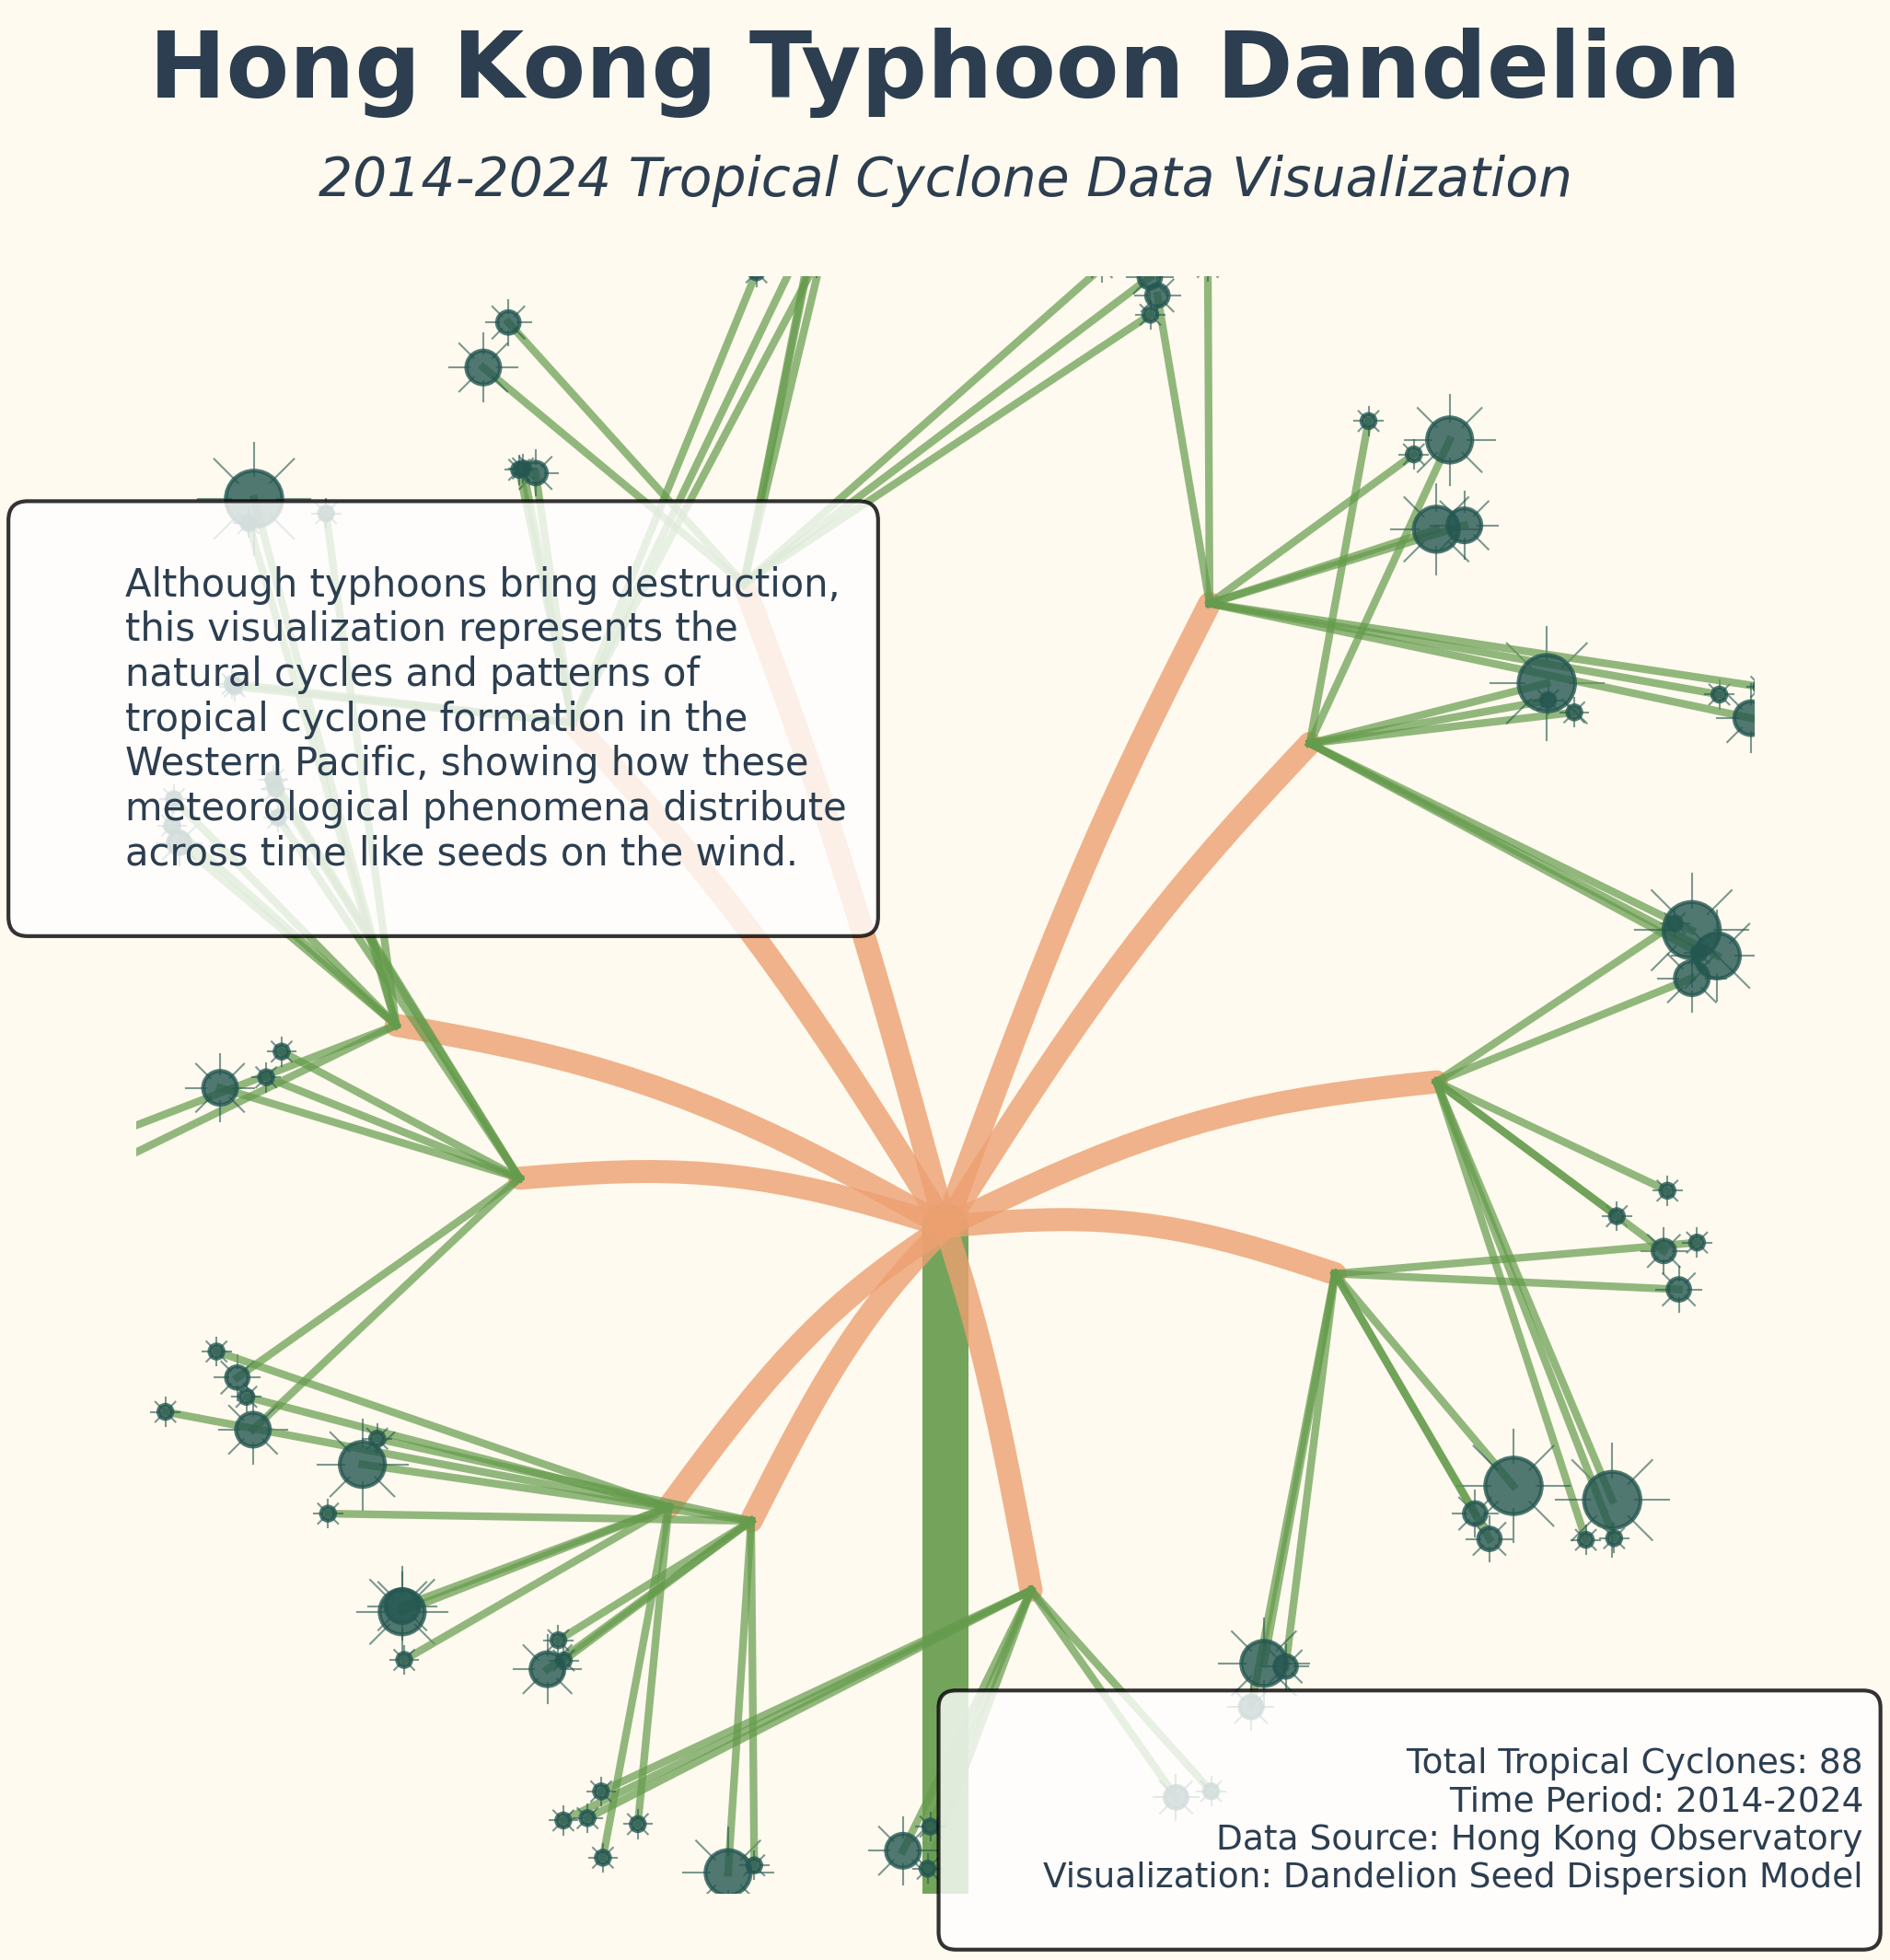 Hong Kong Typhoon Dandelion
2014-2024 Tropical Cyclone Data Visualization
Although typhoons bring destruction,
this visualization represents the
natural cycles and patterns of
tropical cyclone formation in the
Western Pacific, showing how these
meteorological phenomena distribute
across time like seeds on the wind.
Total Tropical Cyclones: 88
Time Period: 2014-2024
Data Source: Hong Kong Observatory
Visualization: Dandelion Seed Dispersion Model